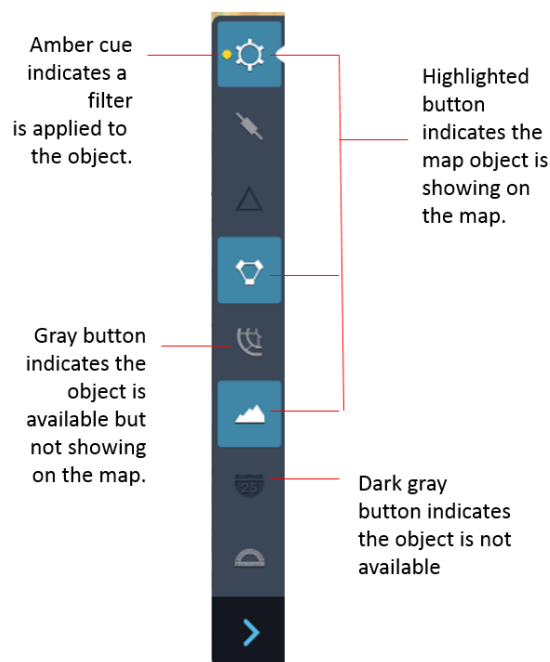 Amber cue
indicates a
filter
is applied to
the object.
Highlighted
button
indicates the
map object is
showing on
the map.
Gray button
indicates the
object is
available but
not showing
on the map.
25
Dark gray
button indicates
the object is not
available